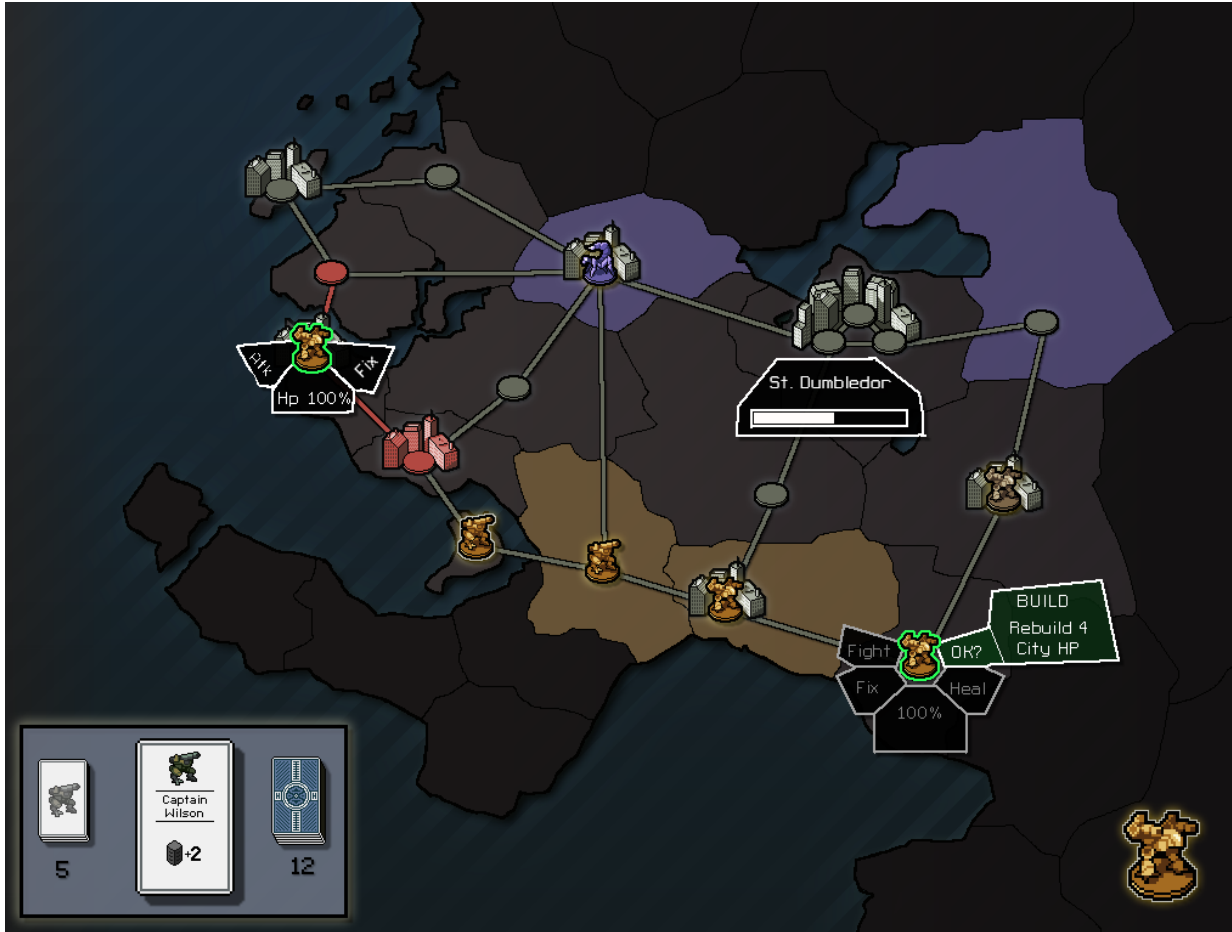 Atk
Fix
Hp 100%
St. Dumbledor
BUILD
Rebuild 4
City HP
Fight
OK?
Fix
Heal
100%
Captain
Wilson
+2
5
12